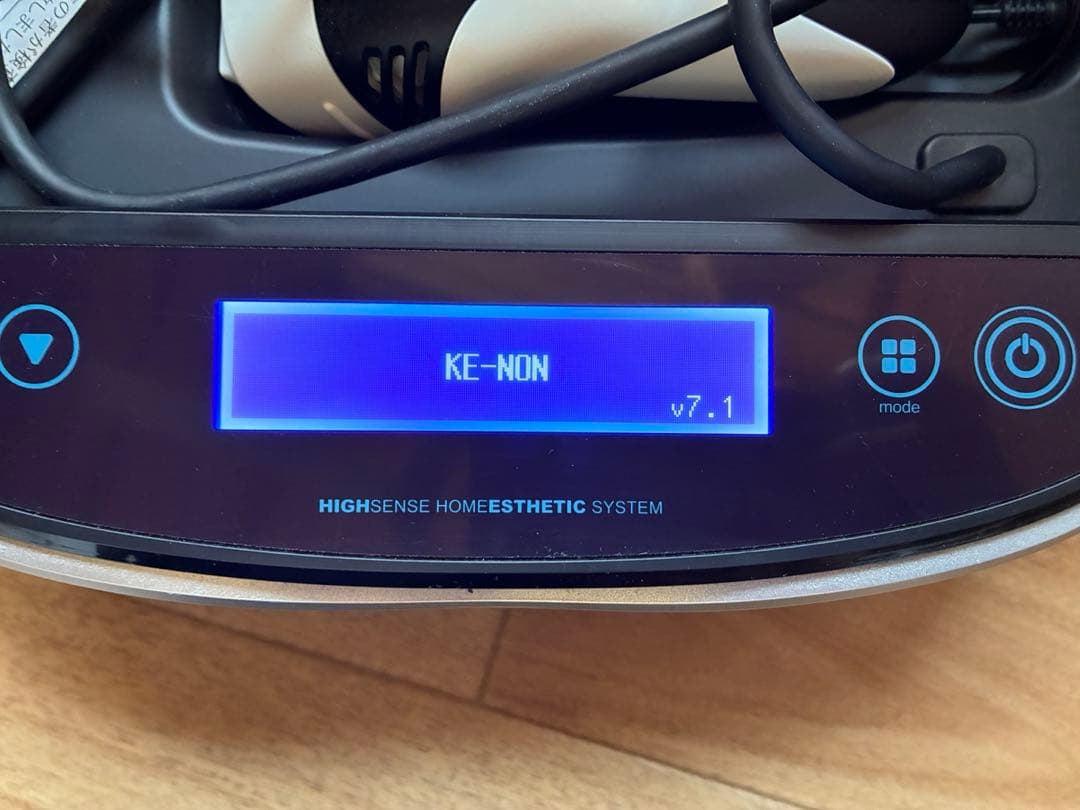 KE-NON
v7.1
mode
HIGHSENSE HOMEESTHETIC SYSTEM